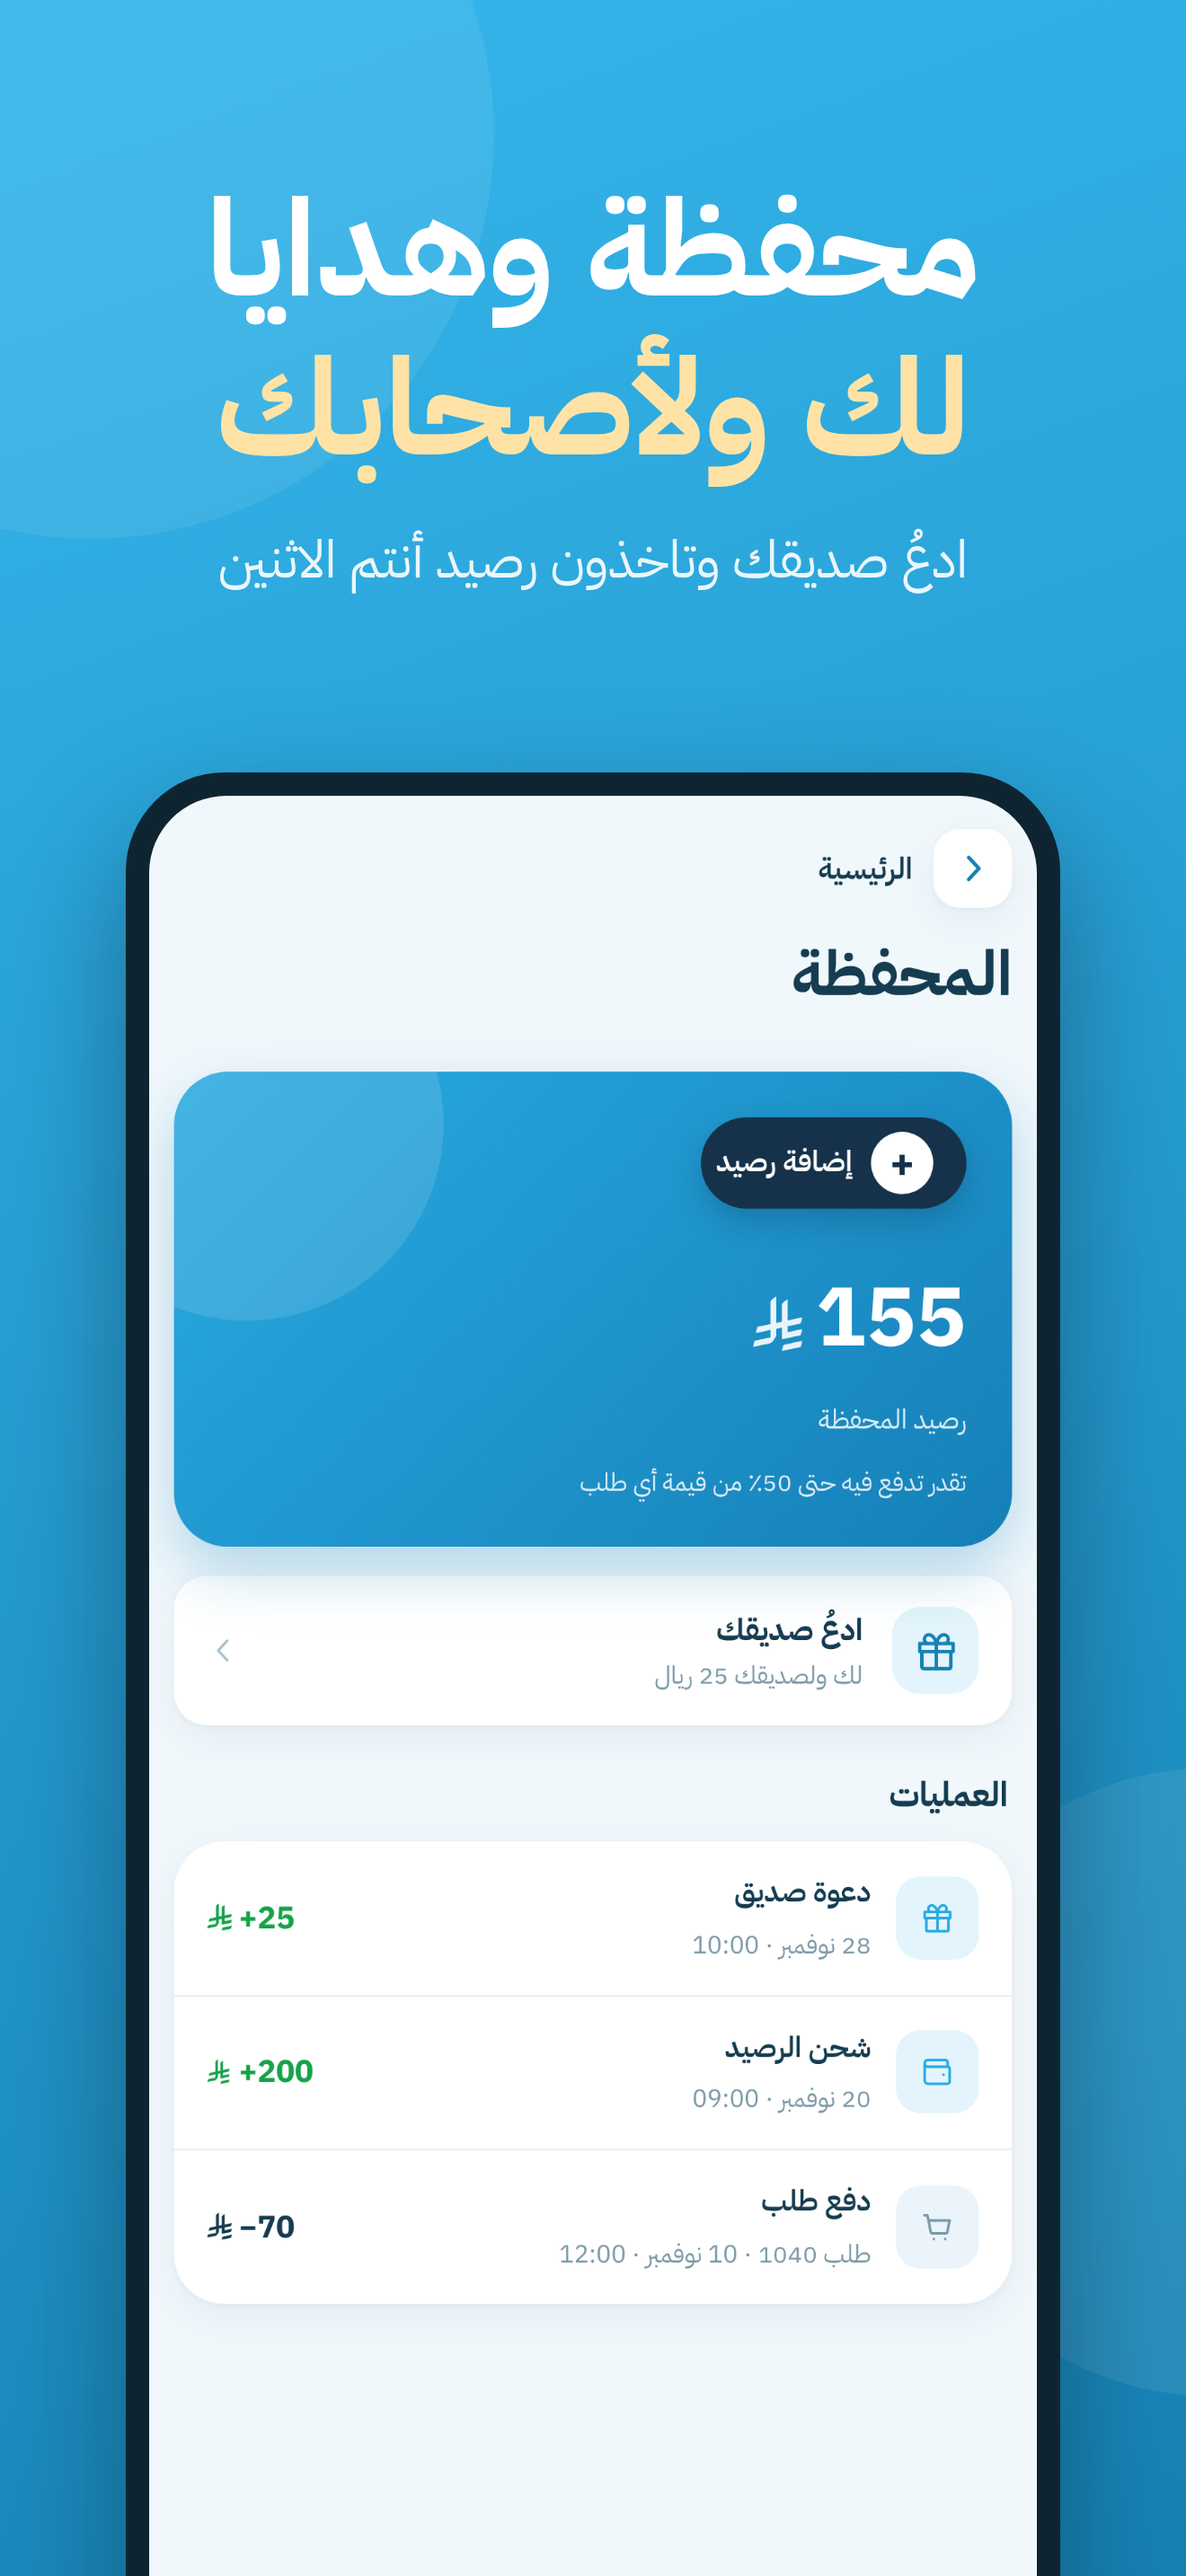 محفظة وهدايا
لك ولأصحابك
ادعُ صديقك وتاخذون رصيد أنتم الاثنين
الرئيسية
المحفظة
إضافة رصيد
155 ⃁
رصيد المحفظة
تقدر تدفع فيه حتى 50٪ من قيمة أي طلب
ادعُ صديقك
لك ولصديقك 25 ريال
العمليات
دعوة صديق
28 نوفمبر · 10:00
+25 ⃁
شحن الرصيد
20 نوفمبر · 09:00
+200 ⃁
دفع طلب
طلب 1040 · 10 نوفمبر · 12:00
−70 ⃁